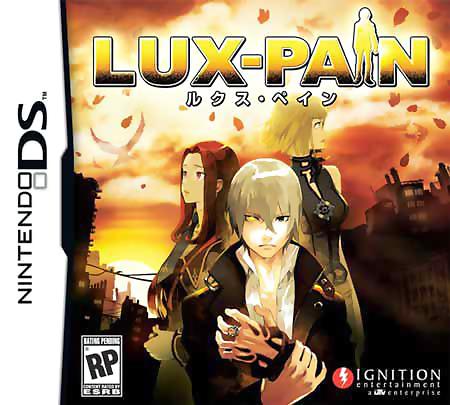 LUX-PAIN
ルクス・ペイン
NINTENDO DS™
RATING PENDING
RP
CONTENT RATED BY
ESRB
IGNITION
entertainment
a utv enterprise